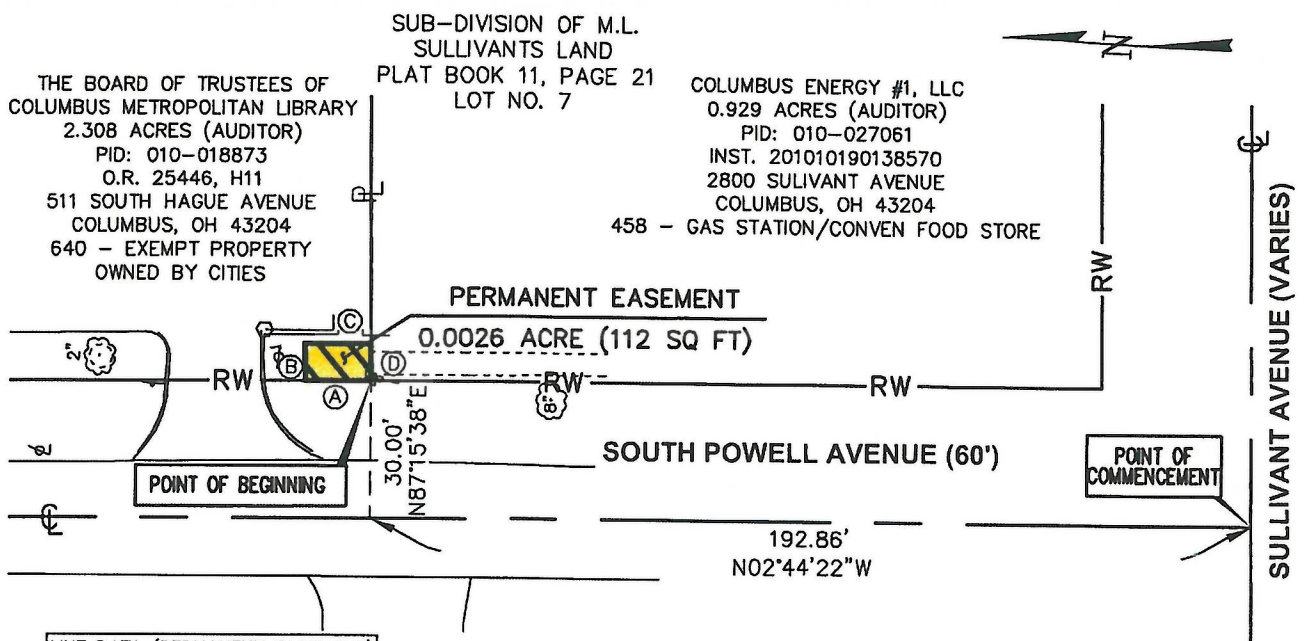 SUB-DIVISION OF M.L.
SULLIVANTS LAND
PLAT BOOK 11, PAGE 21
LOT NO. 7
N
THE BOARD OF TRUSTEES OF
COLUMBUS METROPOLITAN LIBRARY
2.308 ACRES (AUDITOR)
PID: 010-018873
O.R. 25446, H11
511 SOUTH HAGUE AVENUE
COLUMBUS, OH 43204
640 - EXEMPT PROPERTY
OWNED BY CITIES
COLUMBUS ENERGY #1, LLC
0.929 ACRES (AUDITOR)
PID: 010-027061
INST. 201010190138570
2800 SULIVANT AVENUE
COLUMBUS, OH 43204
458 - GAS STATION/CONVEN FOOD STORE
PL
CL
SULLIVANT AVENUE (VARIES)
RW
PERMANENT EASEMENT
0.0026 ACRE (112 SQ FT)
C
B
D
A
2"
RW
RW
8"
RW
30.00'
N87°15'38"E
SOUTH POWELL AVENUE (60')
POINT OF BEGINNING
POINT OF
COMMENCEMENT
CL
192.86'
N02°44'22"W